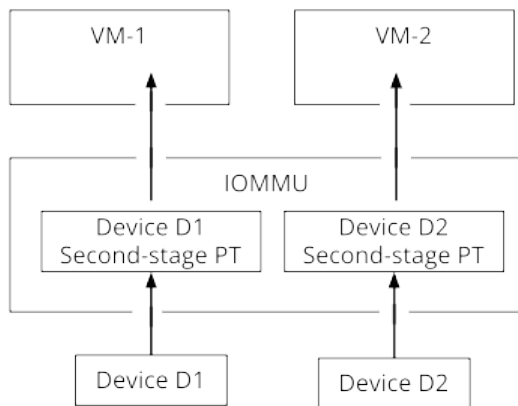 VM-1
VM-2
IOMMU
Device D1
Second-stage PT
Device D2
Second-stage PT
Device D1
Device D2